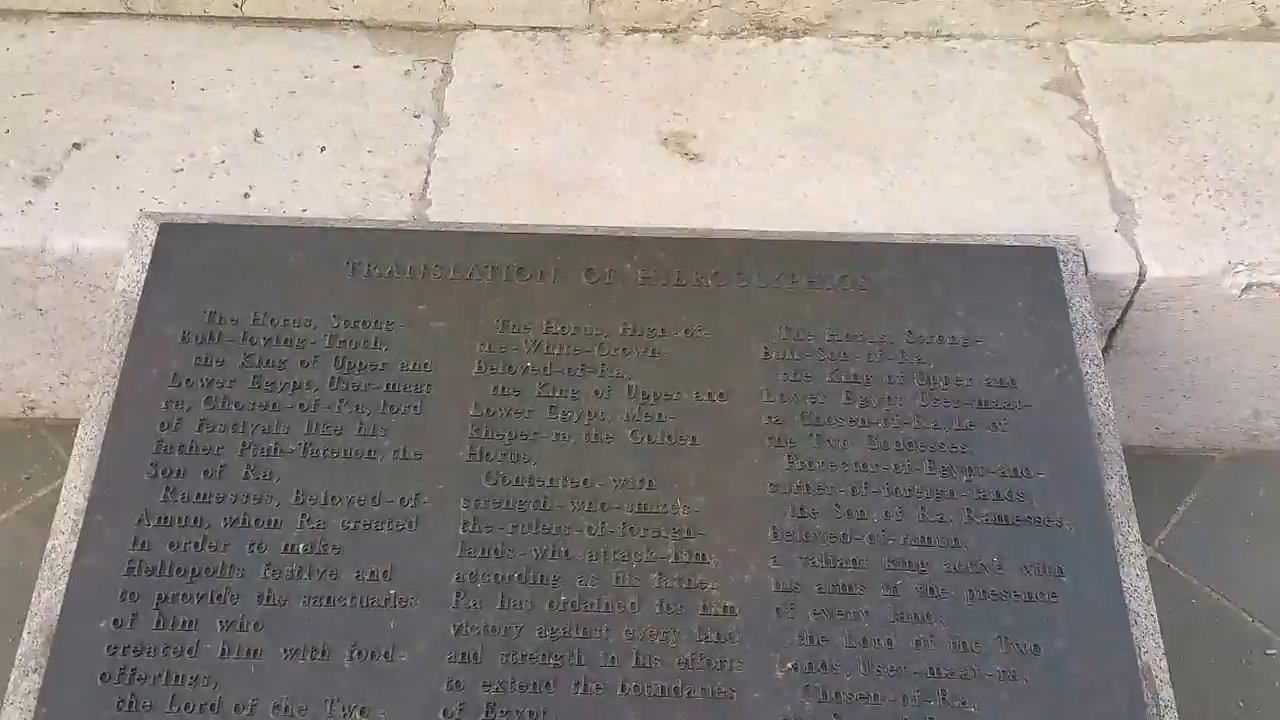 TRANSLATION OF HIEROGLYPHICS
The Horus, Strong-
Bull-loving-Truth,
the King of Upper and
Lower Egypt, User-maat
ra, Chosen-of-Ra, lord
of festivals like his
father Ptah-Tatenon, the
Son of Ra,
Ramesses, Beloved-of-
Amun, whom Ra created
in order to make
Heliopolis festive and
to provide the sanctuaries
of him who
created him with food-
offerings,
the Lord of the Two-
The Horus, High-of-
the-White-Crown-
Beloved-of-Ra,
the King of Upper and
Lower Egypt, Men-
kheper-ra, the Golden
Horus,
Contented-with
strength-who-smites-
the-rulers-of-foreign-
lands-who-attack-him,
according as his father
Ra has ordained for him
victory against every land
and strength in his efforts
to extend the boundaries
of Egypt,
The Horus, Strong-
Bull-Son-of-Ra,
the King of Upper and
Lower Egypt User-maat-
ra Chosen-of-Ra, He of
the Two Goddesses,
Protector-of-Egypt-and-
curber-of-foreign-lands,
the Son of Ra, Ramesses,
beloved-of-Amun,
a valiant king active with
his arms in the presence
of every land,
the Lord of the Two
Lands, User-maat-ra,
Chosen-of-Ra,